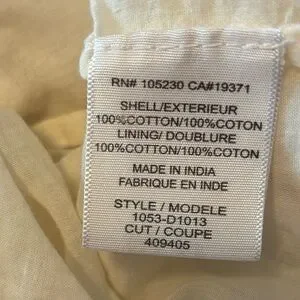 RN# 105230 CA#19371
SHELL/EXTERIEUR
100%COTTON/100%COTON
LINING/ DOUBLURE
100%COTTON/100%COTON
MADE IN INDIA
FABRIQUE EN INDE
STYLE / MODELE
1053-D1013
CUT / COUPE
409405